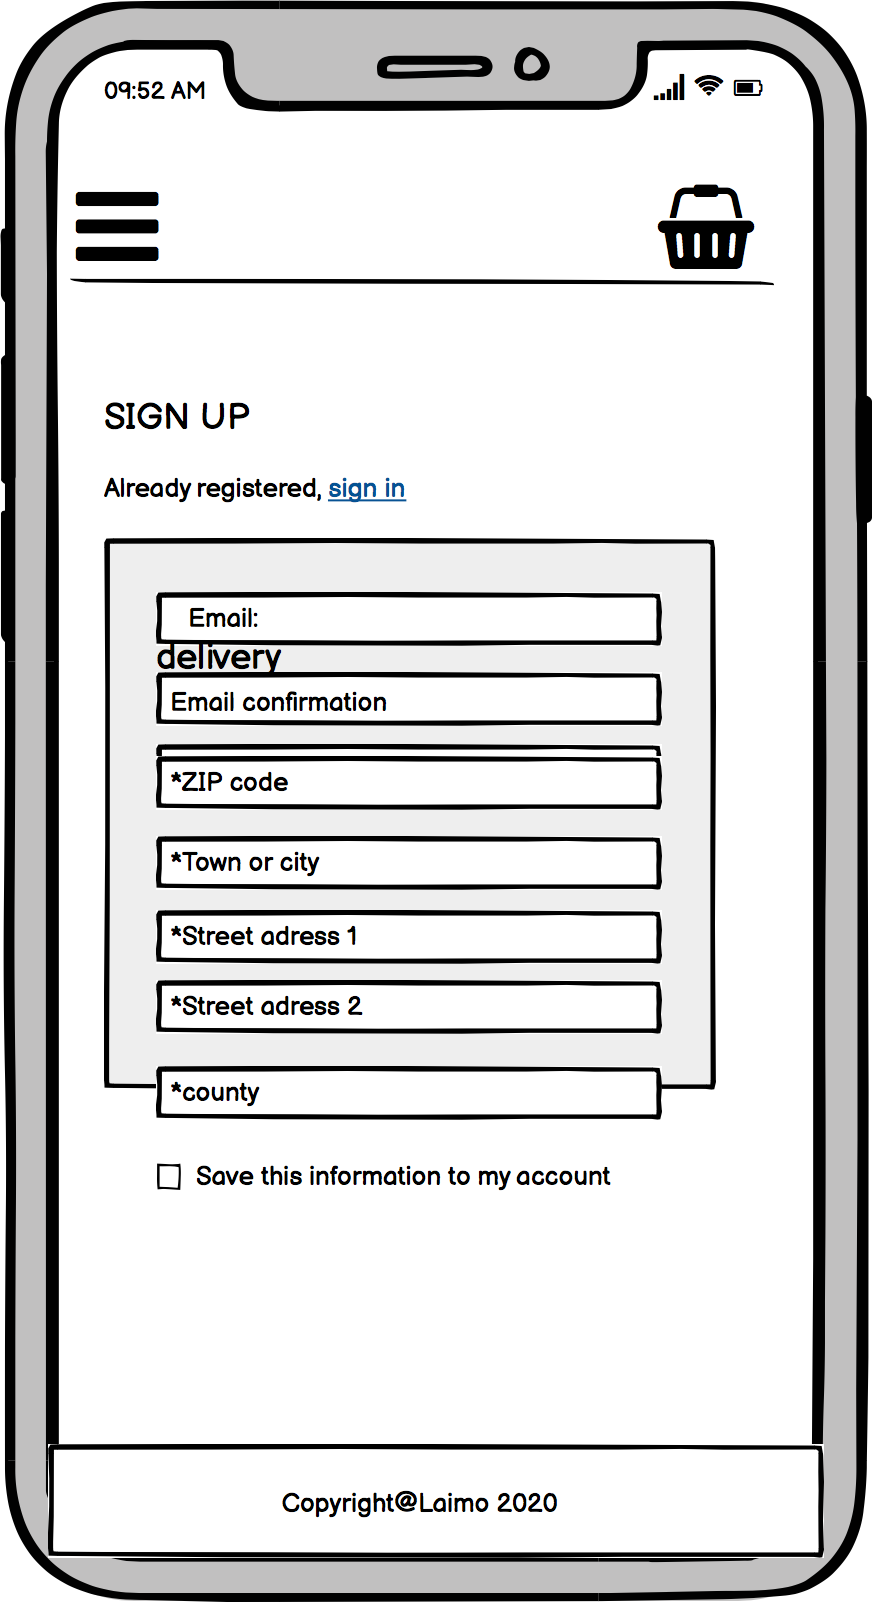 09:52 AM
SIGN UP
Already registered, sign in
Email:
delivery
Email confirmation
*ZIP code
*Town or city
*Street adress 1
*Street adress 2
*county
Save this information to my account
Copyright@Laimo 2020